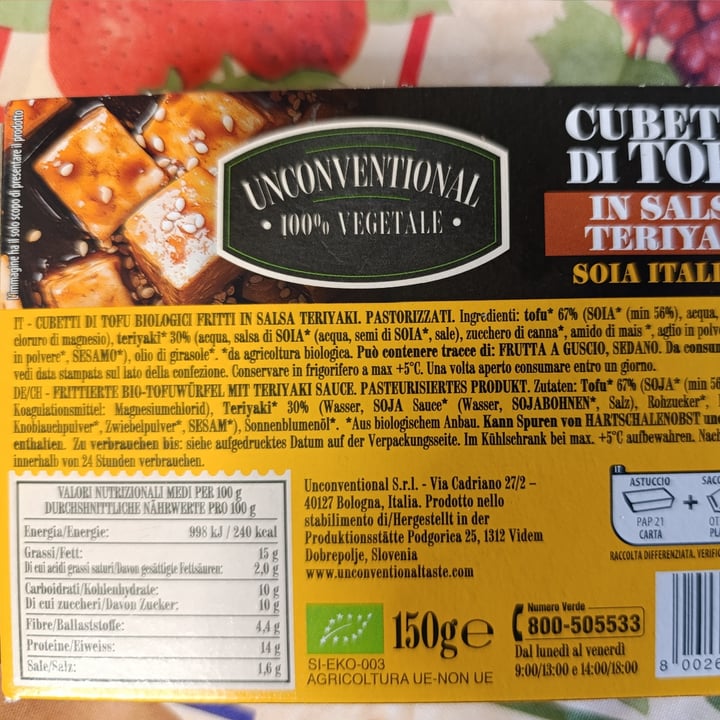 L'immagine ha il solo scopo di presentare il prodotto
UNCONVENTIONAL
• 100% VEGETALE •
CUBET
DI TOF
IN SALS
TERIYA
SOIA ITALI
IT - CUBETTI DI TOFU BIOLOGICI FRITTI IN SALSA TERIYAKI. PASTORIZZATI. Ingredienti: tofu* 67% (SOIA* (min 56%), acqua,
cloruro di magnesio), teriyaki* 30% (acqua, salsa di SOIA* (acqua, semi di SOIA*, sale), zucchero di canna*, amido di mais *, aglio in polve
in polvere*, SESAMO*), olio di girasole*. *da agricoltura biologica. Può contenere tracce di: FRUTTA A GUSCIO, SEDANO. Da consum
vedi data stampata sul lato della confezione. Conservare in frigorifero a max +5°C. Una volta aperto consumare entro un giorno.
DE/CH - FRITTIERTE BIO-TOFUWÜRFEL MIT TERIYAKI SAUCE. PASTEURISIERTES PRODUKT. Zutaten: Tofu* 67% (SOJA* (min 56
Koagulationsmittel: Magnesiumchlorid), Teriyaki* 30% (Wasser, SOJA Sauce* (Wasser, SOJABOHNEN*, Salz), Rohzucker*,
Knoblauchpulver*, Zwiebelpulver*, SESAM*), Sonnenblumenöl*. *Aus biologischem Anbau. Kann Spuren von HARTSCHALENOBST und
enthalten. Zu verbrauchen bis: siehe aufgedrucktes Datum auf der Verpackungsseite. Im Kühlschrank bei max. +5°C aufbewahren. Nach
innerhalb von 24 Stunden verbrauchen.
VALORI NUTRIZIONALI MEDI PER 100 g
DURCHSCHNITTLICHE NÄHRWERTE PRO 100 g
Energia/Energie: 998 kJ / 240 kcal
Grassi/Fett: 15 g
Di cui acidi grassi saturi/Davon gesättigte Fettsäuren: 2,0 g
Carboidrati/Kohlenhydrate: 10 g
Di cui zuccheri/Davon Zucker: 10 g
Fibre/Ballaststoffe: 4,4 g
Proteine/Eiweiss: 14 g
Sale/Salz: 1,6 g
Unconventional S.r.l. - Via Cadriano 27/2 –
40127 Bologna, Italia. Prodotto nello
stabilimento di/Hergestellt in der
Produktionsstätte Podgorica 25, 1312 Videm
Dobrepolje, Slovenia
www.unconventionaltaste.com
IT
ASTUCCIO
SACC
+
PAP 21
CARTA
PL
RACCOLTA DIFFERENZIATA. VERIFIC
SI-EKO-003
AGRICOLTURA UE-NON UE
150g e
Numero Verde
800-505533
Dal lunedì al venerdì
9:00/13:00 e 14:00/18:00
8 0026